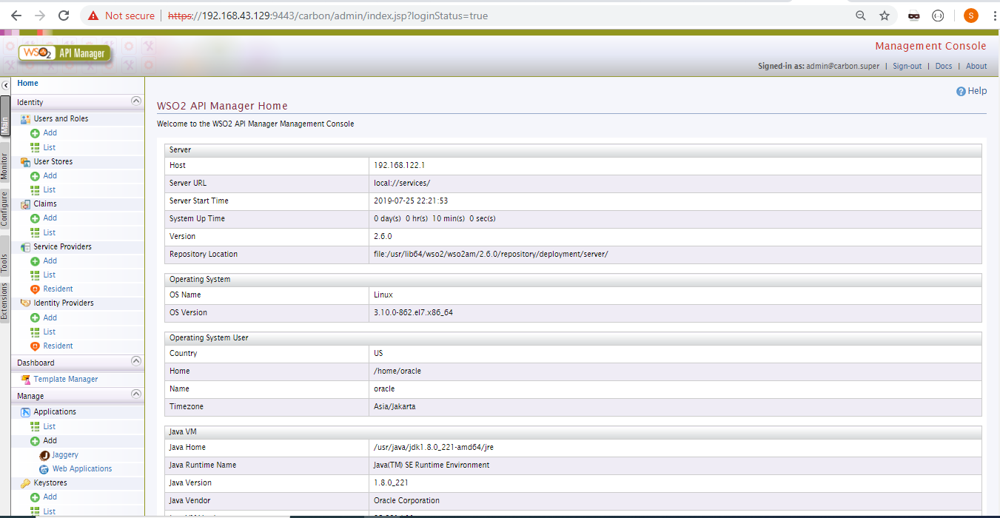 Not secure | https://192.168.43.129:9443/carbon/admin/index.jsp?loginStatus=true
S
WSO2 API Manager
Management Console
Signed-in as: admin@carbon.super | Sign-out | Docs | About
Main
Monitor
Configure
Tools
Extensions
Home
Identity
Users and Roles
Add
List
User Stores
Add
List
Claims
Add
List
Service Providers
Add
List
Resident
Identity Providers
Add
List
Resident
Dashboard
Template Manager
Manage
Applications
List
Add
Jaggery
Web Applications
Keystores
Add
List
Help
WSO2 API Manager Home
Welcome to the WSO2 API Manager Management Console
Server
Host 192.168.122.1
Server URL local://services/
Server Start Time 2019-07-25 22:21:53
System Up Time 0 day(s) 0 hr(s) 10 min(s) 0 sec(s)
Version 2.6.0
Repository Location file:/usr/lib64/wso2/wso2am/2.6.0/repository/deployment/server/
Operating System
OS Name Linux
OS Version 3.10.0-862.el7.x86_64
Operating System User
Country US
Home /home/oracle
Name oracle
Timezone Asia/Jakarta
Java VM
Java Home /usr/java/jdk1.8.0_221-amd64/jre
Java Runtime Name Java(TM) SE Runtime Environment
Java Version 1.8.0_221
Java Vendor Oracle Corporation